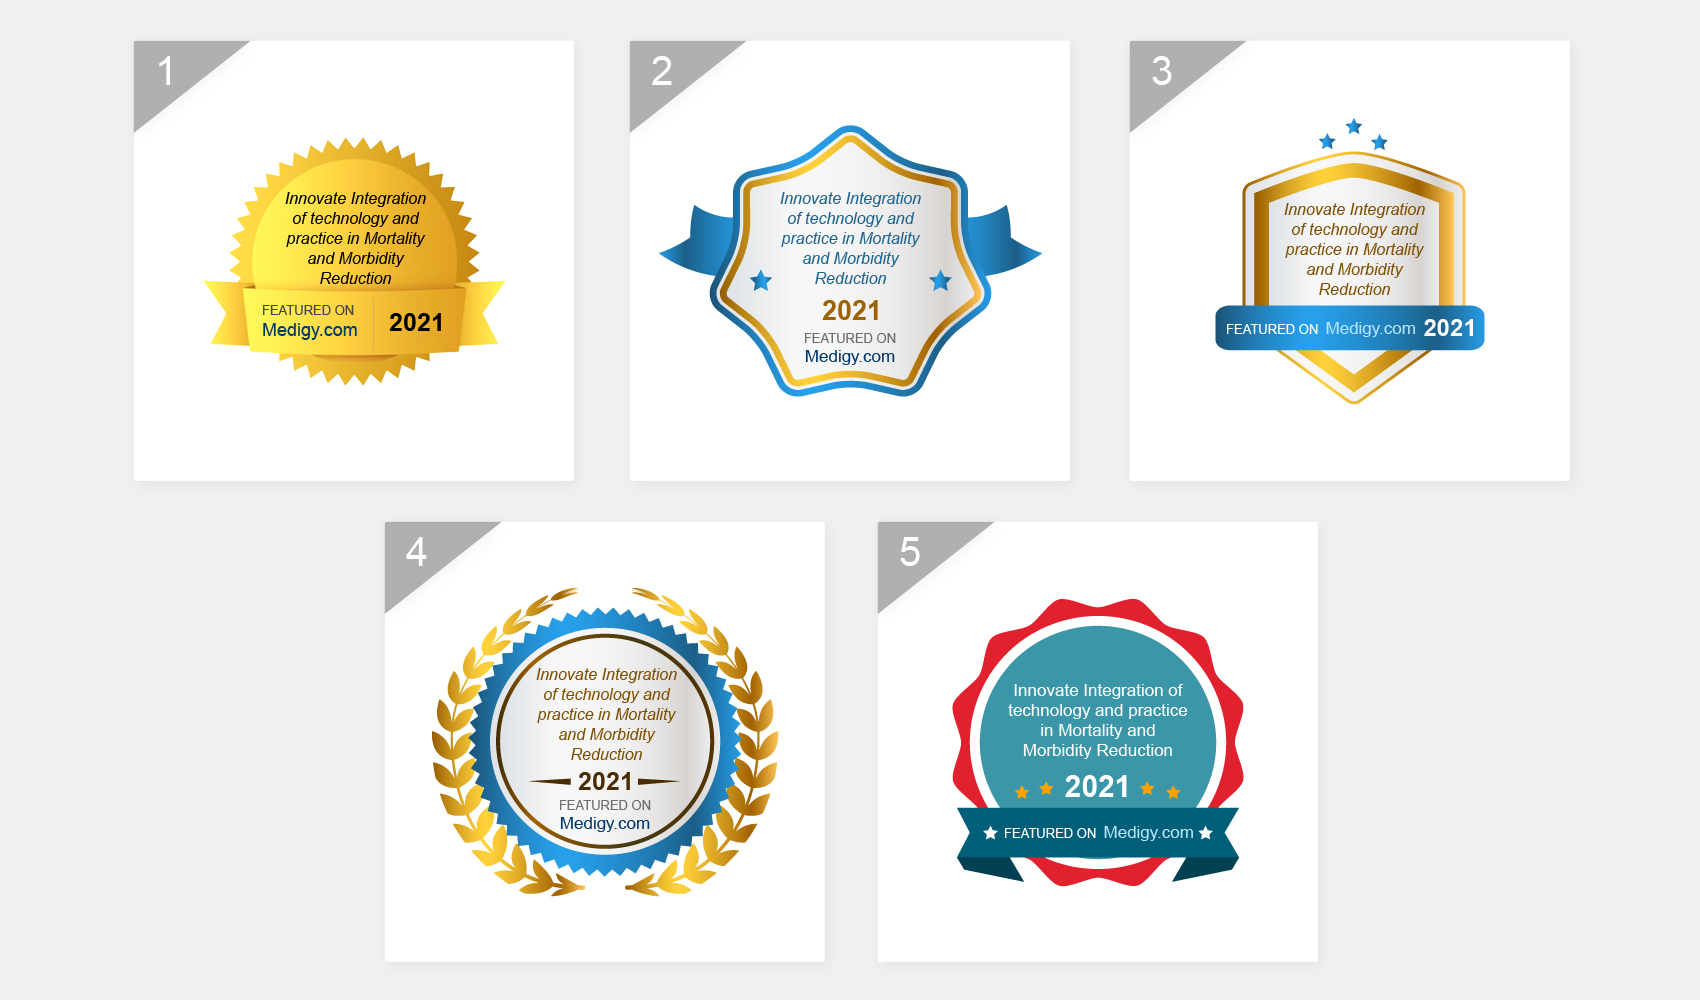 1
Innovate Integration
of technology and
practice in Mortality
and Morbidity
Reduction
FEATURED ON
Medigy.com
2021
2
Innovate Integration
of technology and
practice in Mortality
and Morbidity
Reduction
2021
FEATURED ON
Medigy.com
3
Innovate Integration
of technology and
practice in Mortality
and Morbidity
Reduction
FEATURED ON Medigy.com 2021
4
Innovate Integration
of technology and
practice in Mortality
and Morbidity
Reduction
2021
FEATURED ON
Medigy.com
5
Innovate Integration of
technology and practice
in Mortality and
Morbidity Reduction
2021
FEATURED ON Medigy.com